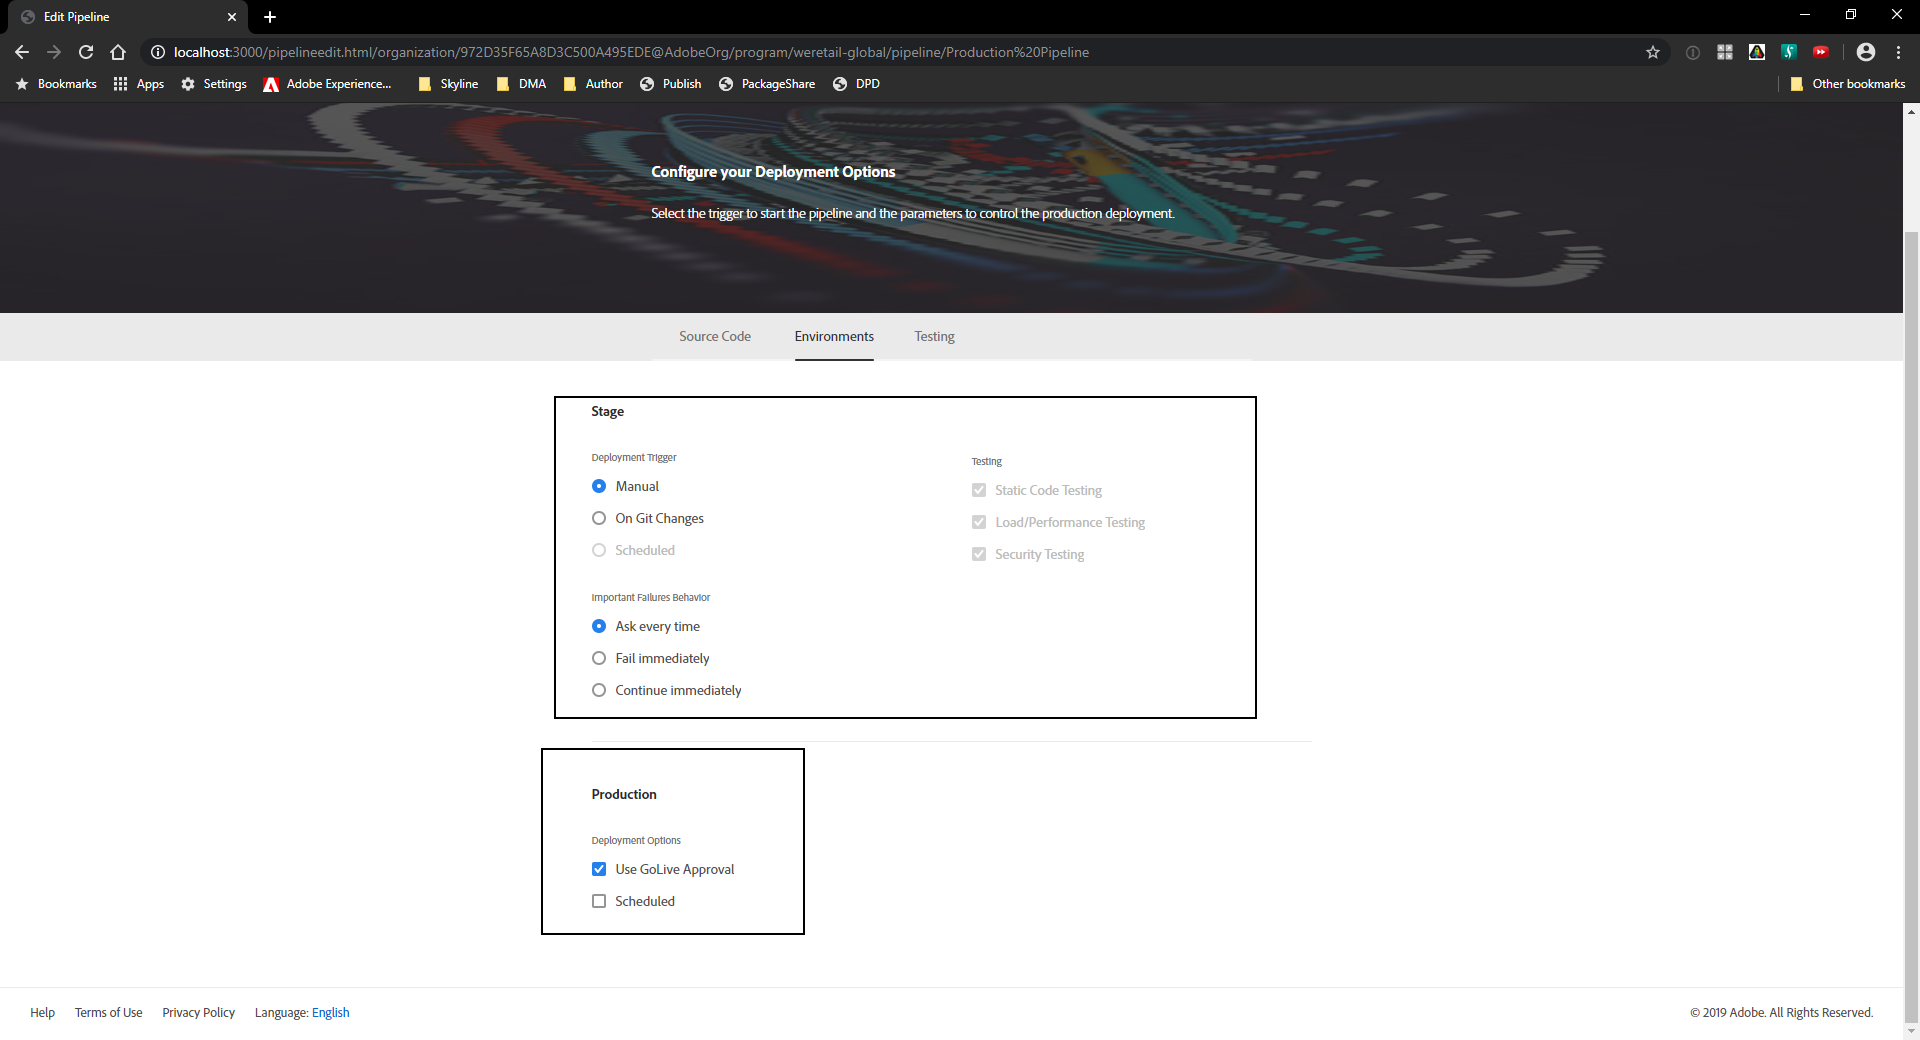 Edit Pipeline
localhost:3000/pipelineedit.html/organization/972D35F65A8D3C500A495EDE@AdobeOrg/program/weretail-global/pipeline/Production%20Pipeline
Bookmarks Apps Settings Adobe Experience... Skyline DMA Author Publish PackageShare DPD Other bookmarks
Configure your Deployment Options
Select the trigger to start the pipeline and the parameters to control the production deployment.
Source Code Environments Testing
Stage
Deployment Trigger
Manual
On Git Changes
Scheduled
Testing
Static Code Testing
Load/Performance Testing
Security Testing
Important Failures Behavior
Ask every time
Fail immediately
Continue immediately
Production
Deployment Options
Use GoLive Approval
Scheduled
Help Terms of Use Privacy Policy Language: English © 2019 Adobe. All Rights Reserved.